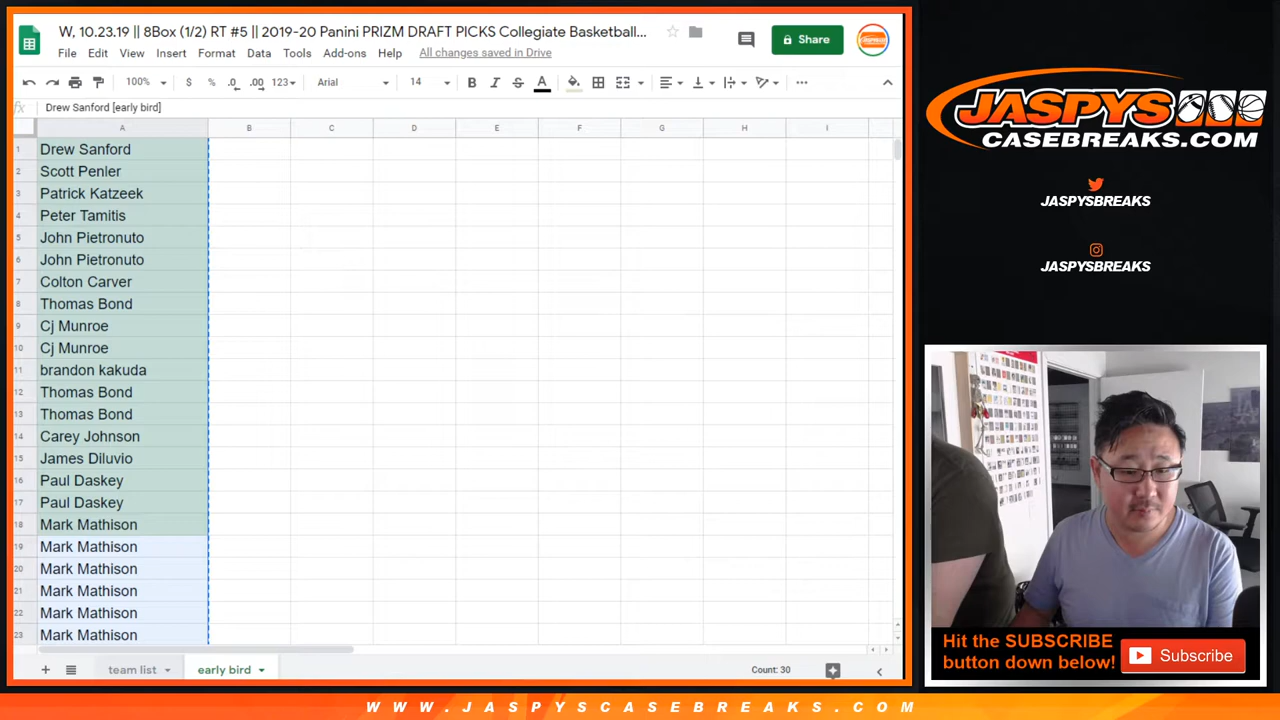 W, 10.23.19 || 8Box (1/2) RT #5 || 2019-20 Panini PRIZM DRAFT PICKS Collegiate Basketball...
File Edit View Insert Format Data Tools Add-ons Help All changes saved in Drive
Share
100% $ % .0 .00 123 Arial 14 B I S A
fx Drew Sanford [early bird]
A B C D E F G H I
1 Drew Sanford
2 Scott Penler
3 Patrick Katzeek
4 Peter Tamitis
5 John Pietronuto
6 John Pietronuto
7 Colton Carver
8 Thomas Bond
9 Cj Munroe
10 Cj Munroe
11 brandon kakuda
12 Thomas Bond
13 Thomas Bond
14 Carey Johnson
15 James Diluvio
16 Paul Daskey
17 Paul Daskey
18 Mark Mathison
19 Mark Mathison
20 Mark Mathison
21 Mark Mathison
22 Mark Mathison
23 Mark Mathison
team list early bird Count: 30
JASPYS
CASEBREAKS.COM
JASPYSBREAKS
JASPYSBREAKS
Hit the SUBSCRIBE
button down below!
Subscribe
WWW.JASPYSCASEBREAKS.COM